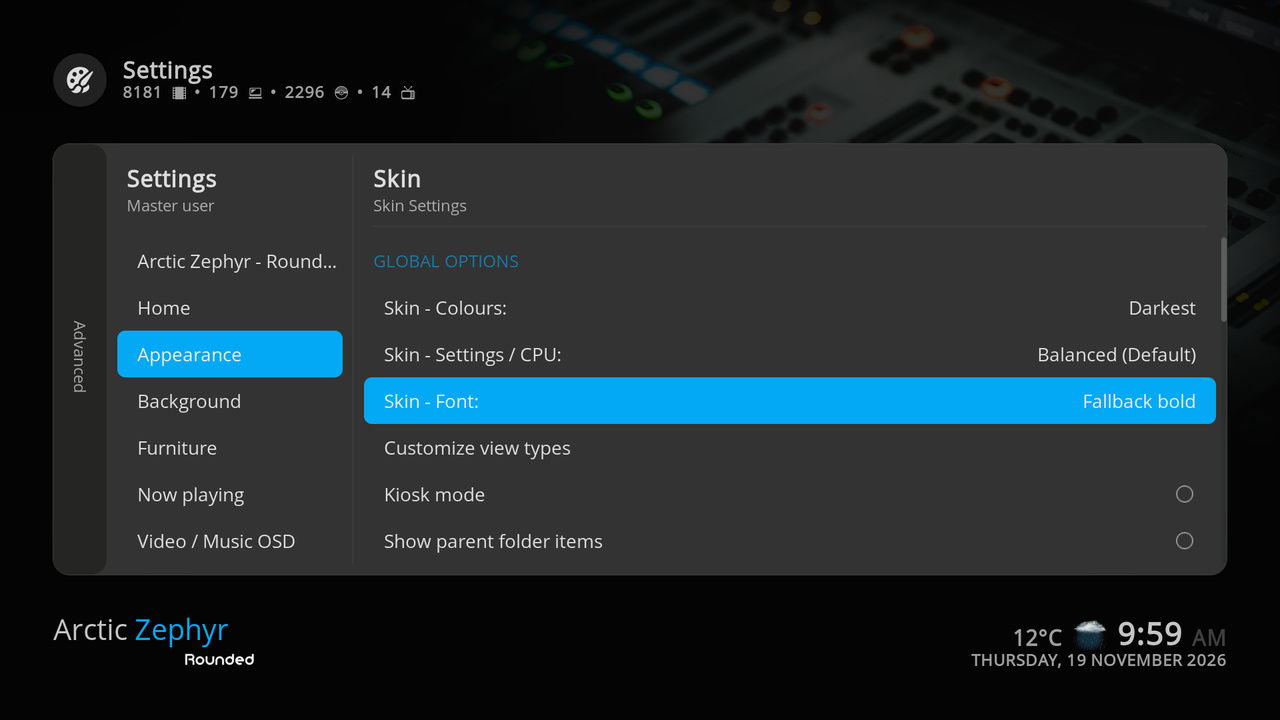 Settings
8181 • 179 • 2296 • 14
Advanced
Settings
Master user
Arctic Zephyr - Round...
Home
Appearance
Background
Furniture
Now playing
Video / Music OSD
Skin
Skin Settings
GLOBAL OPTIONS
Skin - Colours: Darkest
Skin - Settings / CPU: Balanced (Default)
Skin - Font: Fallback bold
Customize view types
Kiosk mode
Show parent folder items
Arctic Zephyr
Rounded
12°C 9:59 AM
THURSDAY, 19 NOVEMBER 2026